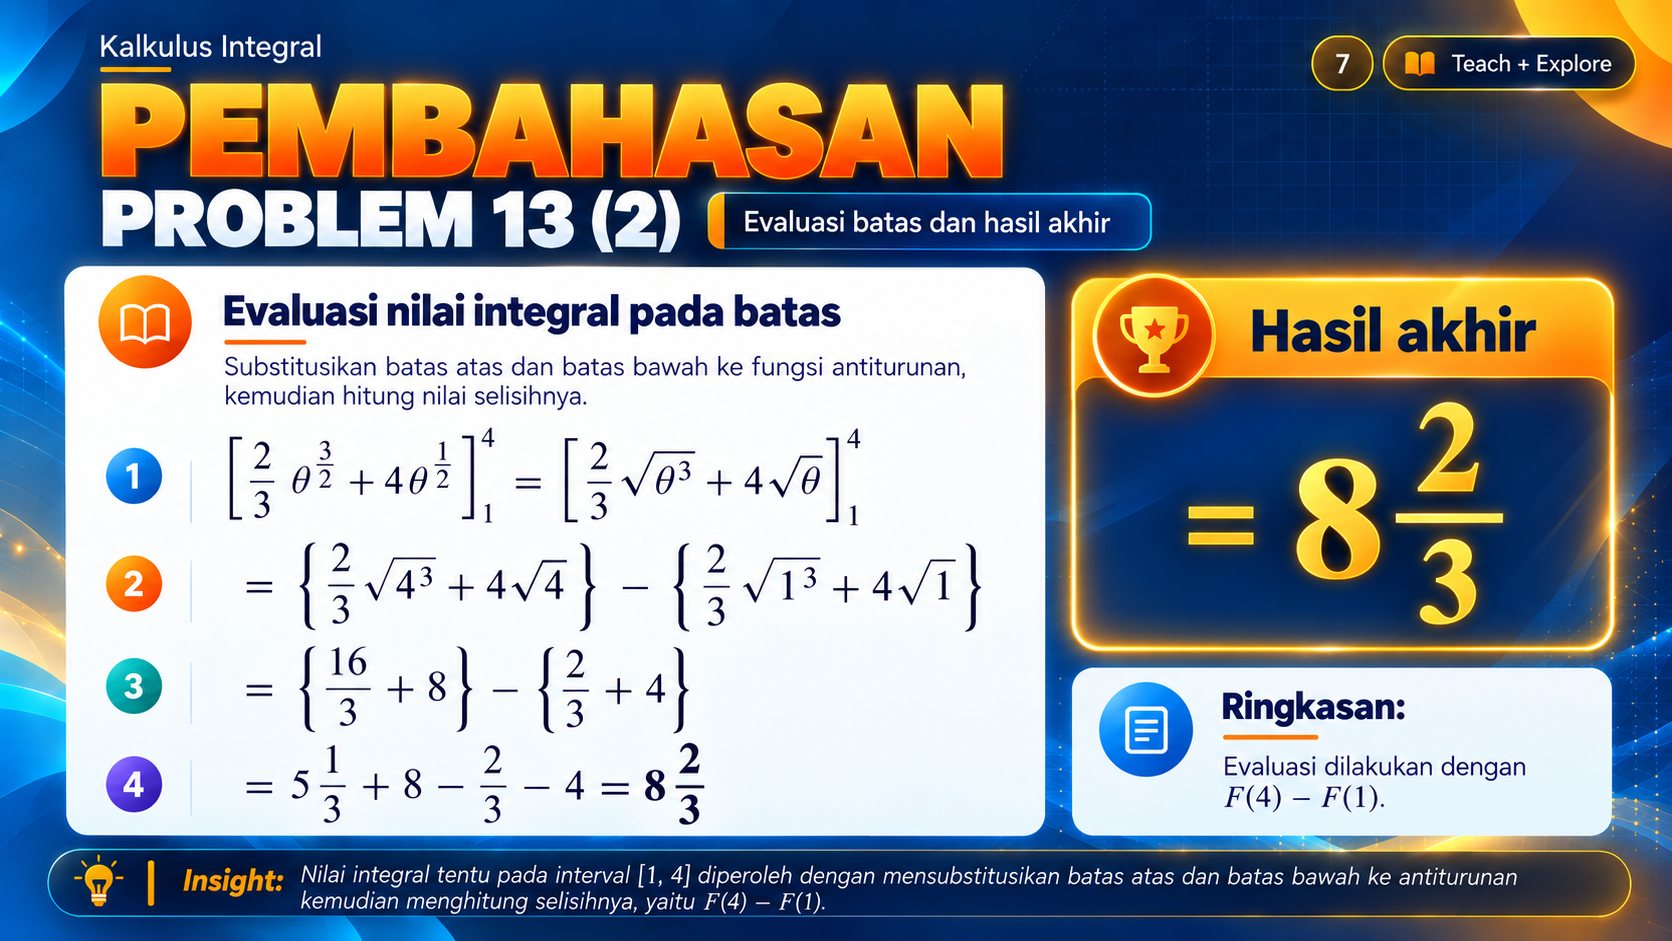 Kalkulus Integral
7
Teach + Explore
PEMBAHASAN
PROBLEM 13 (2)
Evaluasi batas dan hasil akhir
Evaluasi nilai integral pada batas
Substitusikan batas atas dan batas bawah ke fungsi antiturunan,
kemudian hitung nilai selisihnya.
1 [2/3 θ^(3/2) + 4θ^(1/2)]₁⁴ = [2/3 √θ³ + 4√θ]₁⁴
2 = {2/3 √4³ + 4√4} − {2/3 √1³ + 4√1}
3 = {16/3 + 8} − {2/3 + 4}
4 = 5 1/3 + 8 − 2/3 − 4 = 8 2/3
Hasil akhir
= 8 2/3
Ringkasan:
Evaluasi dilakukan dengan
F(4) − F(1).
Insight: Nilai integral tentu pada interval [1, 4] diperoleh dengan mensubstitusikan batas atas dan batas bawah ke antiturunan
kemudian menghitung selisihnya, yaitu F(4) − F(1).